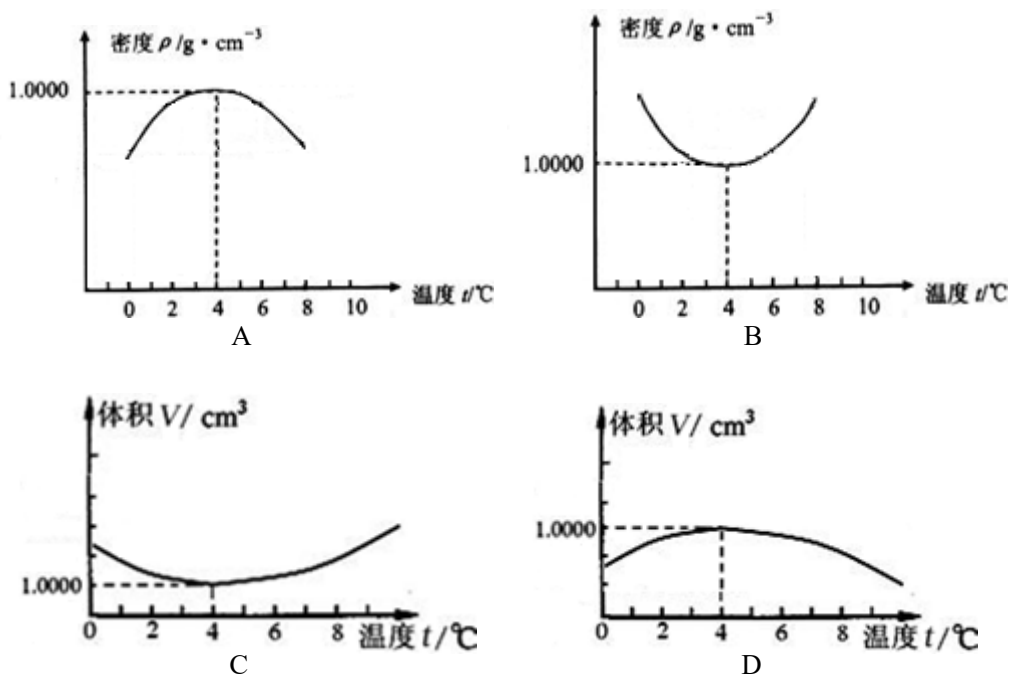 密度 ρ/g·cm⁻³
1.0000
0 2 4 6 8 10
温度 t/℃
A
密度 ρ/g·cm⁻³
1.0000
0 2 4 6 8 10
温度 t/℃
B
体积 V/ cm³
1.0000
0 2 4 6 8
温度 t/℃
C
体积 V/ cm³
1.0000
0 2 4 6 8
温度 t/℃
D